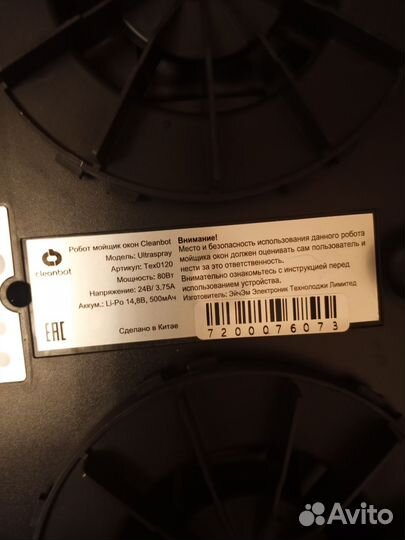 cleanbot
Робот мойщик окон Cleanbot
Модель: Ultraspray
Артикул: Tex0120
Мощность: 80Вт
Напряжение: 24В/ 3.75А
Аккум.: Li-Po 14,8В, 500мАч
EAC
Сделано в Китае
Внимание!
Место и безопасность использования данного робота
мойщика окон должен оценивать сам пользователь и
нести за это ответственность.
Внимательно ознакомьтесь с инструкцией перед
использованием устройства.
Изготовитель: ЭйчЭм Электроник Технолоджи Лимитед
7200076073
Avito